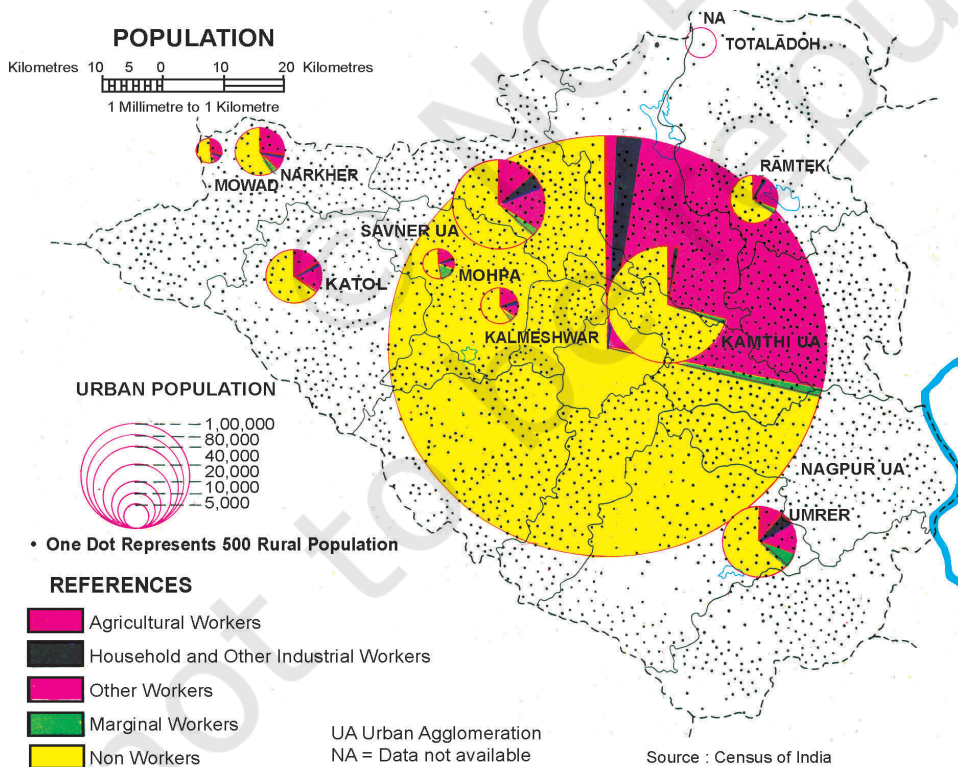 POPULATION
Kilometres 10 5 0 10 20 Kilometres
1 Millimetre to 1 Kilometre
NA
TOTALĀDOH
RĀMTEK
MOWAD
NARKHER
SAVNER UA
KATOL
MOHPA
KALMESHWAR
KAMTHI UA
NAGPUR UA
UMRER
URBAN POPULATION
1,00,000
80,000
40,000
20,000
10,000
5,000
• One Dot Represents 500 Rural Population
REFERENCES
Agricultural Workers
Household and Other Industrial Workers
Other Workers
Marginal Workers
Non Workers
UA Urban Agglomeration
NA = Data not available
Source : Census of India